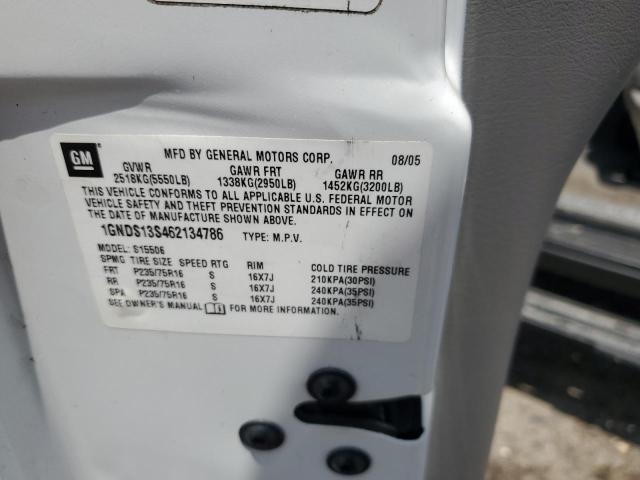 GM
MFD BY GENERAL MOTORS CORP. 08/05
GVWR GAWR FRT GAWR RR
2518KG(5550LB) 1338KG(2950LB) 1452KG(3200LB)
THIS VEHICLE CONFORMS TO ALL APPLICABLE U.S. FEDERAL MOTOR
VEHICLE SAFETY AND THEFT PREVENTION STANDARDS IN EFFECT ON
THE DATE OF MANUFACTURE SHOWN ABOVE.
1GNDS13S462134786 TYPE: M.P.V.
MODEL: S15506
SPMG TIRE SIZE SPEED RTG RIM COLD TIRE PRESSURE
FRT P235/75R16 S 16X7J 210KPA(30PSI)
RR P235/75R16 S 16X7J 240KPA(35PSI)
SPA P235/75R16 S 16X7J 240KPA(35PSI)
SEE OWNER'S MANUAL FOR MORE INFORMATION.